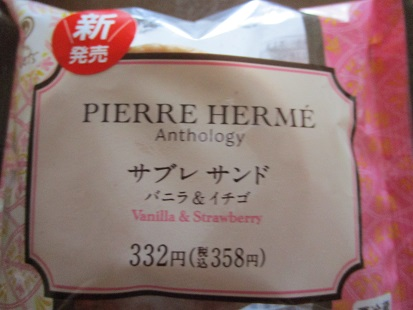 新
発売
PIERRE HERMÉ
Anthology
サブレ サンド
バニラ＆イチゴ
Vanilla & Strawberry
332円(税込358円)